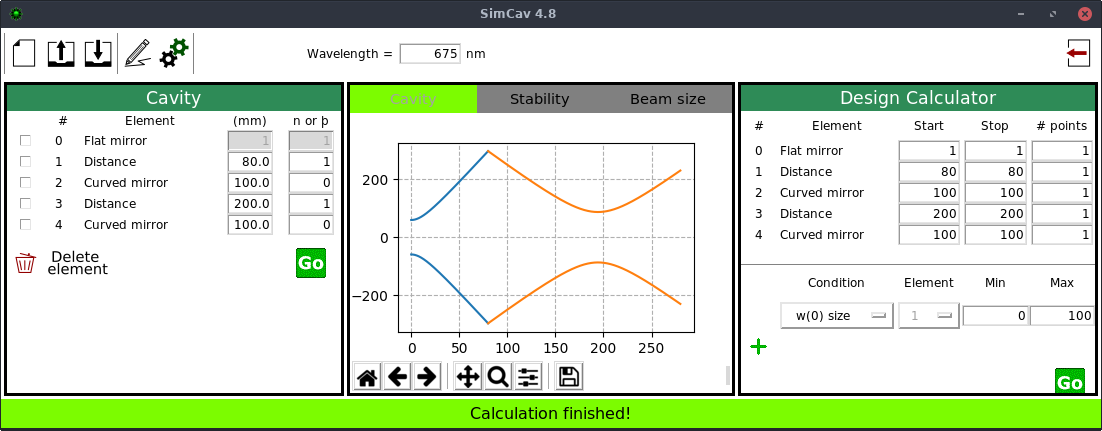 SimCav 4.8
Wavelength = 675 nm
Cavity
# Element (mm) n or þ
0 Flat mirror 1 1
1 Distance 80.0 1
2 Curved mirror 100.0 0
3 Distance 200.0 1
4 Curved mirror 100.0 0
Delete
element
Go
Cavity Stability Beam size
200
0
−200
0 50 100 150 200 250
Design Calculator
# Element Start Stop # points
0 Flat mirror 1 1 1
1 Distance 80 80 1
2 Curved mirror 100 100 1
3 Distance 200 200 1
4 Curved mirror 100 100 1
Condition Element Min Max
w(0) size 1 0 100
Go
Calculation finished!